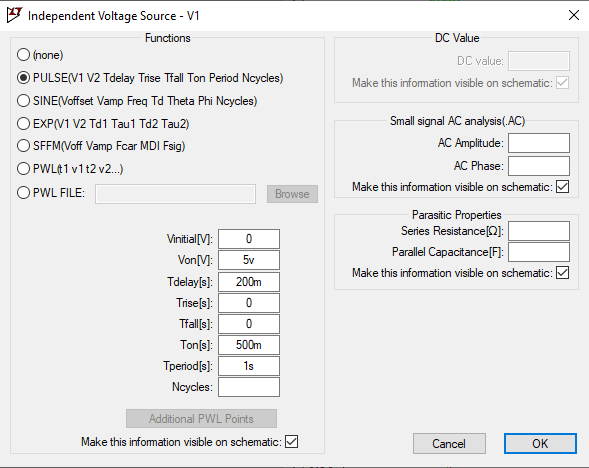 Independent Voltage Source - V1
Functions
(none)
PULSE(V1 V2 Tdelay Trise Tfall Ton Period Ncycles)
SINE(Voffset Vamp Freq Td Theta Phi Ncycles)
EXP(V1 V2 Td1 Tau1 Td2 Tau2)
SFFM(Voff Vamp Fcar MDI Fsig)
PWL(t1 v1 t2 v2...)
PWL FILE: Browse
Vinitial[V]: 0
Von[V]: 5v
Tdelay[s]: 200m
Trise[s]: 0
Tfall[s]: 0
Ton[s]: 500m
Tperiod[s]: 1s
Ncycles:
Additional PWL Points
Make this information visible on schematic:
DC Value
DC value:
Make this information visible on schematic:
Small signal AC analysis(.AC)
AC Amplitude:
AC Phase:
Make this information visible on schematic:
Parasitic Properties
Series Resistance[Ω]:
Parallel Capacitance[F]:
Make this information visible on schematic:
Cancel OK